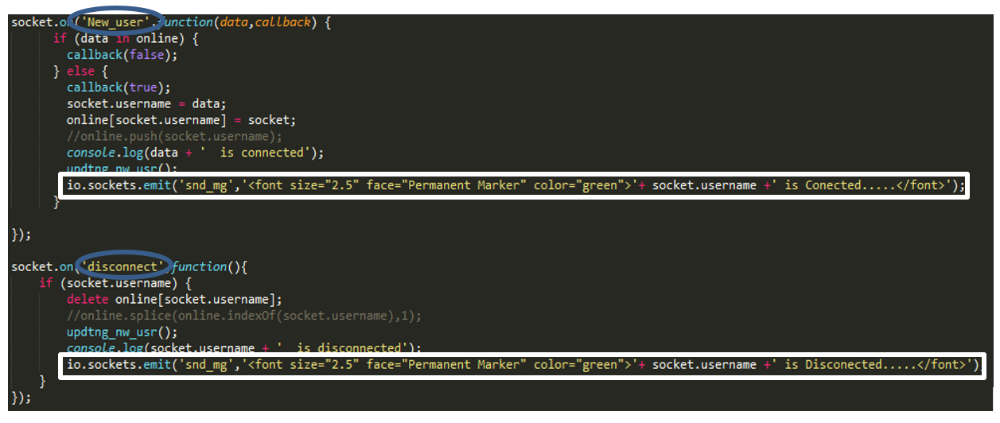 socket.on('New_user',function(data,callback) {
if (data in online) {
callback(false);
} else {
callback(true);
socket.username = data;
online[socket.username] = socket;
//online.push(socket.username);
console.log(data + '  is connected');
updtng_nw_usr();
io.sockets.emit('snd_mg','<font size="2.5" face="Permanent Marker" color="green">'+ socket.username +' is Conected.....</font>');
}
});
socket.on('disconnect',function(){
if (socket.username) {
delete online[socket.username];
//online.splice(online.indexOf(socket.username),1);
updtng_nw_usr();
console.log(socket.username + '  is disconnected');
io.sockets.emit('snd_mg','<font size="2.5" face="Permanent Marker" color="green">'+ socket.username +' is Disconected.....</font>');
}
});